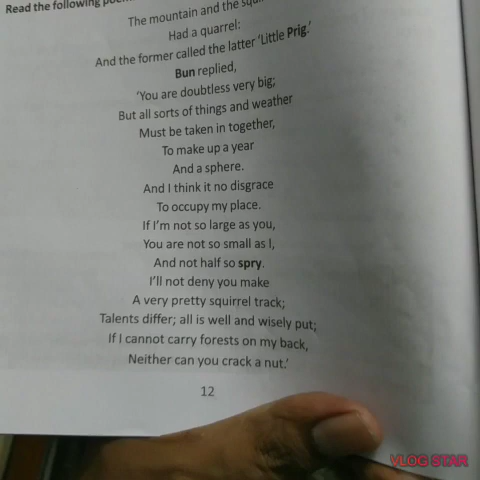 Read the following poem
The mountain and the squi
Had a quarrel:
And the former called the latter ‘Little Prig.’
Bun replied,
‘You are doubtless very big;
But all sorts of things and weather
Must be taken in together,
To make up a year
And a sphere.
And I think it no disgrace
To occupy my place.
If I’m not so large as you,
You are not so small as I,
And not half so spry.
I’ll not deny you make
A very pretty squirrel track;
Talents differ; all is well and wisely put;
If I cannot carry forests on my back,
Neither can you crack a nut.’
12
VLOG STAR